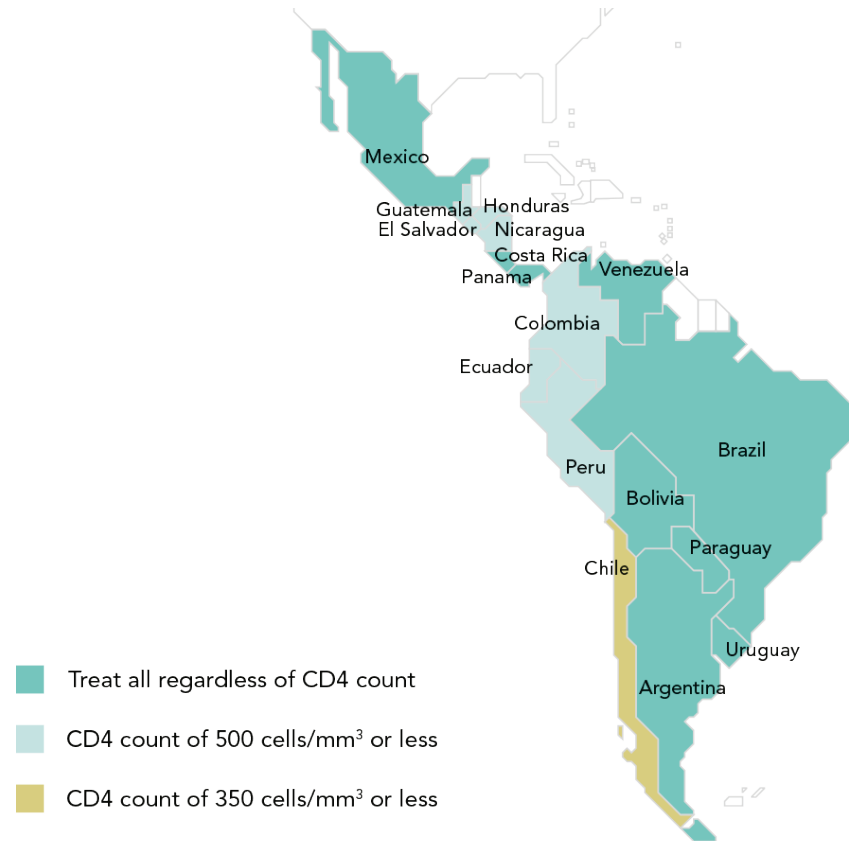 Mexico
Guatemala
Honduras
El Salvador
Nicaragua
Costa Rica
Panama
Venezuela
Colombia
Ecuador
Brazil
Peru
Bolivia
Paraguay
Chile
Uruguay
Argentina
Treat all regardless of CD4 count
CD4 count of 500 cells/mm³ or less
CD4 count of 350 cells/mm³ or less